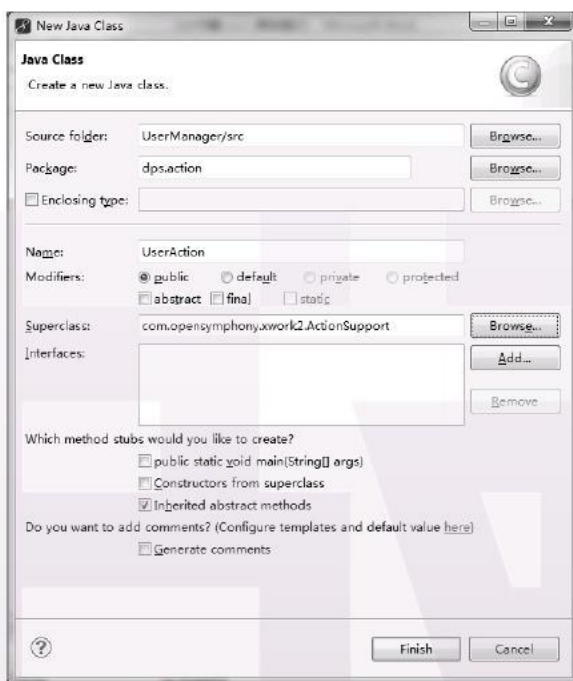 New Java Class
Java Class
Create a new Java class.
Source folder: UserManager/src Browse...
Package: dps.action Browse...
Enclosing type: Browse...
Name: UserAction
Modifiers: public default private protected
abstract final static
Superclass: com.opensymphony.xwork2.ActionSupport Browse...
Interfaces: Add...
Remove
Which method stubs would you like to create?
public static void main(String[] args)
Constructors from superclass
Inherited abstract methods
Do you want to add comments? (Configure templates and default value here)
Generate comments
Finish Cancel